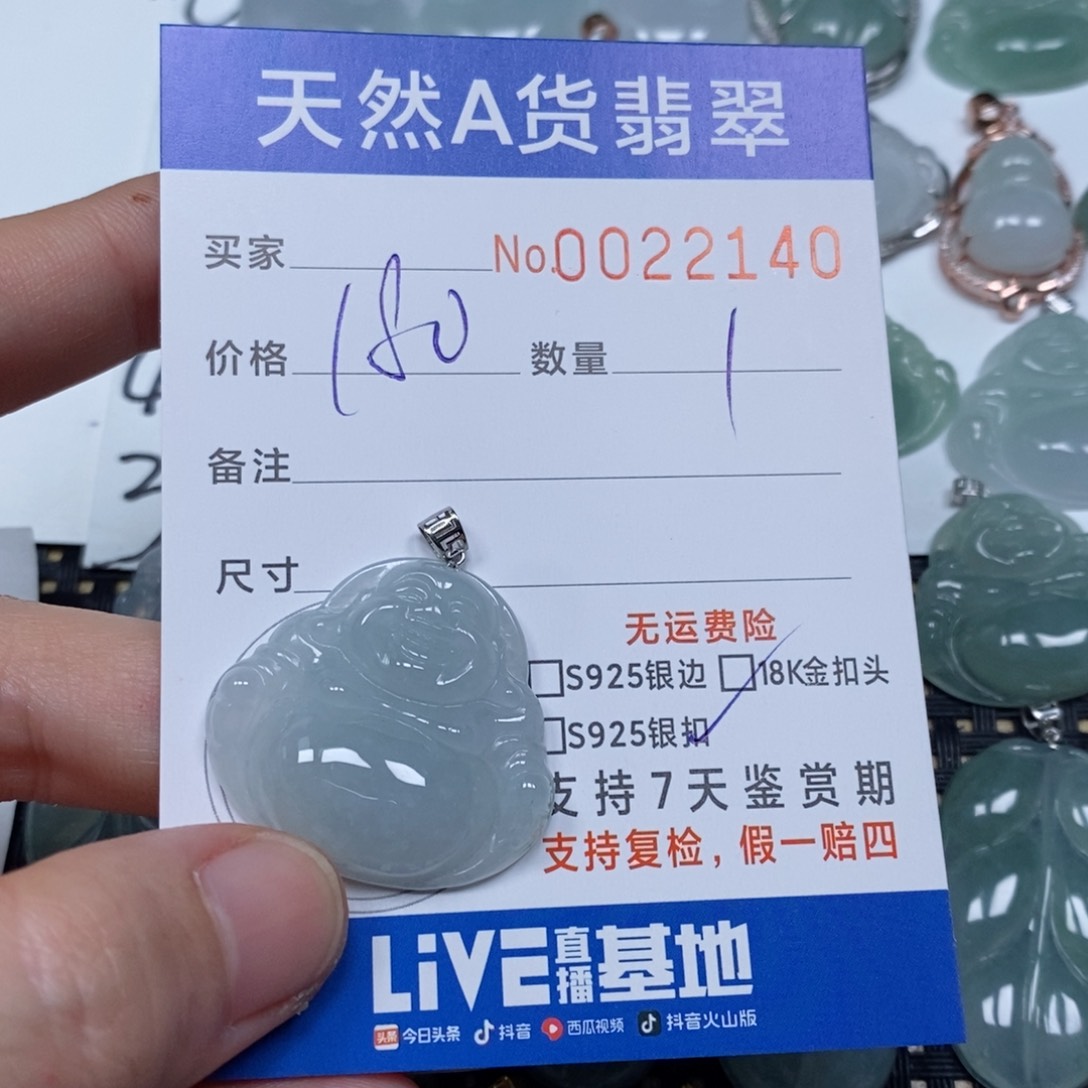 天然A货翡翠
买家 No.0022140
价格 180 数量 1
备注
尺寸
无运费险
S925银边 18K金扣头
S925银扣
支持7天鉴赏期
支持复检，假一赔四
LiVE直播基地
头条 今日头条 抖音 西瓜视频 抖音火山版
4
2